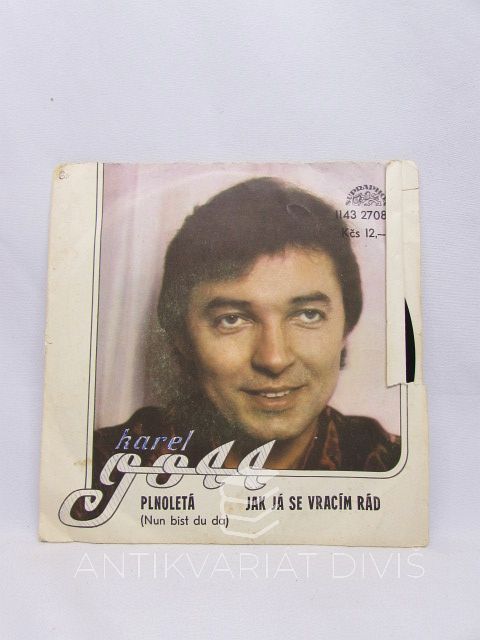 SUPRAPHON
1143 2708
Kčs 12,—
karel
gott
PLNOLETÁ
(Nun bist du da)
JAK JÁ SE VRACÍM RÁD
ANTIKVARIÁT DIVIŠ